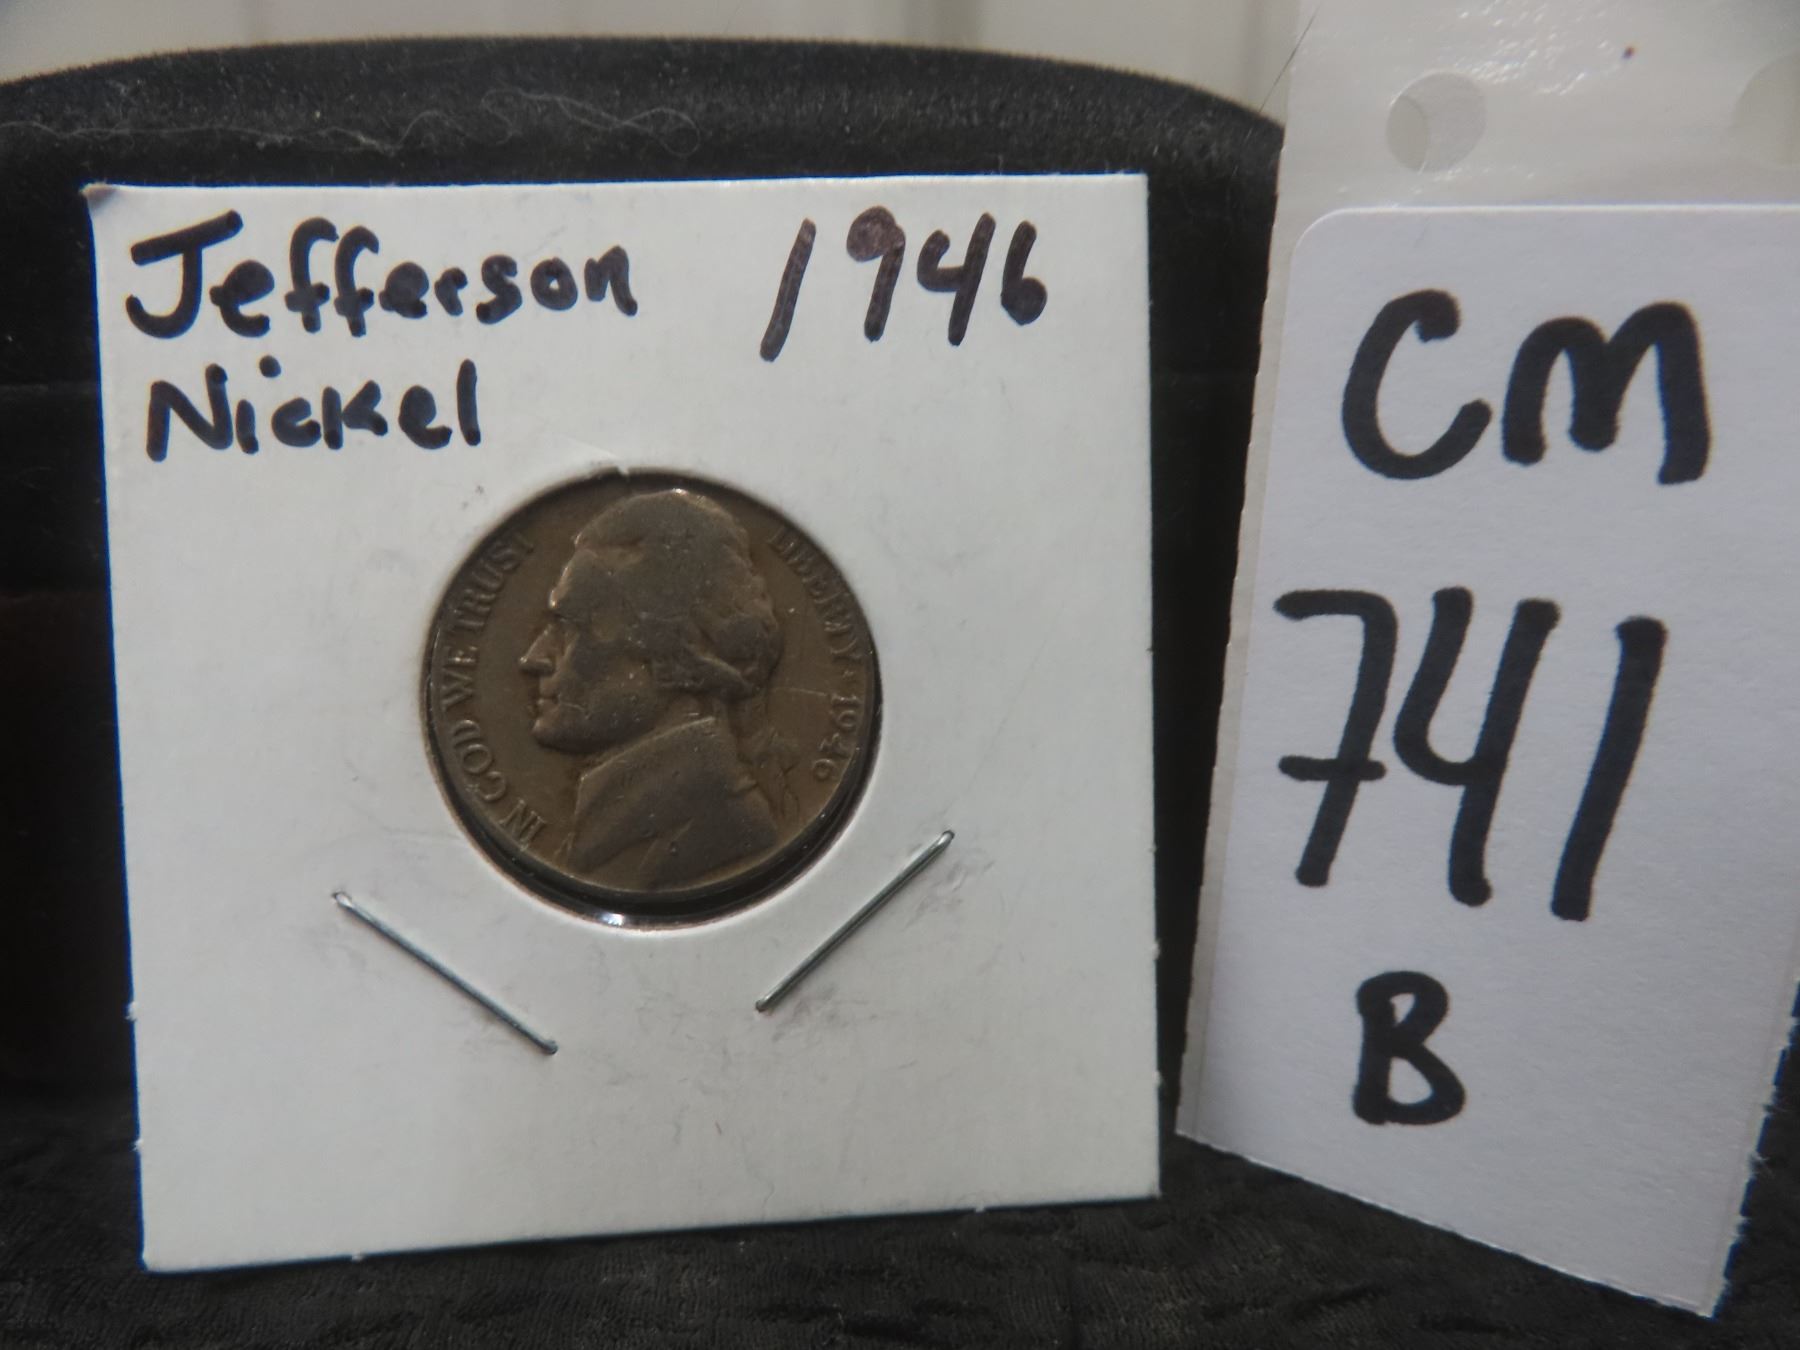 Jefferson 1946
Nickel
IN GOD WE TRUST
LIBERTY · 1946
CM
741
B